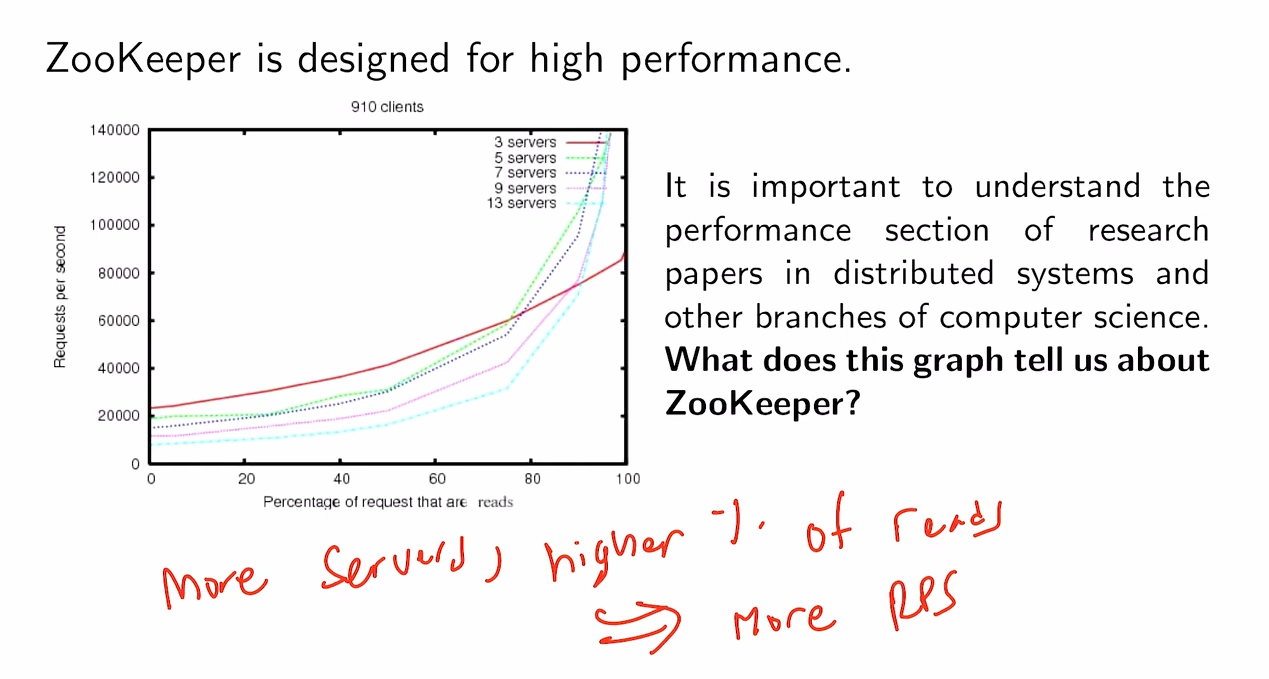 ZooKeeper is designed for high performance.
910 clients
140000
120000
100000
80000
60000
40000
20000
0
Requests per second
3 servers
5 servers
7 servers
9 servers
13 servers
0 20 40 60 80 100
Percentage of request that are reads
It is important to understand the
performance section of research
papers in distributed systems and
other branches of computer science.
What does this graph tell us about
ZooKeeper?
More Servers, higher % of reads
⇒ More RPS